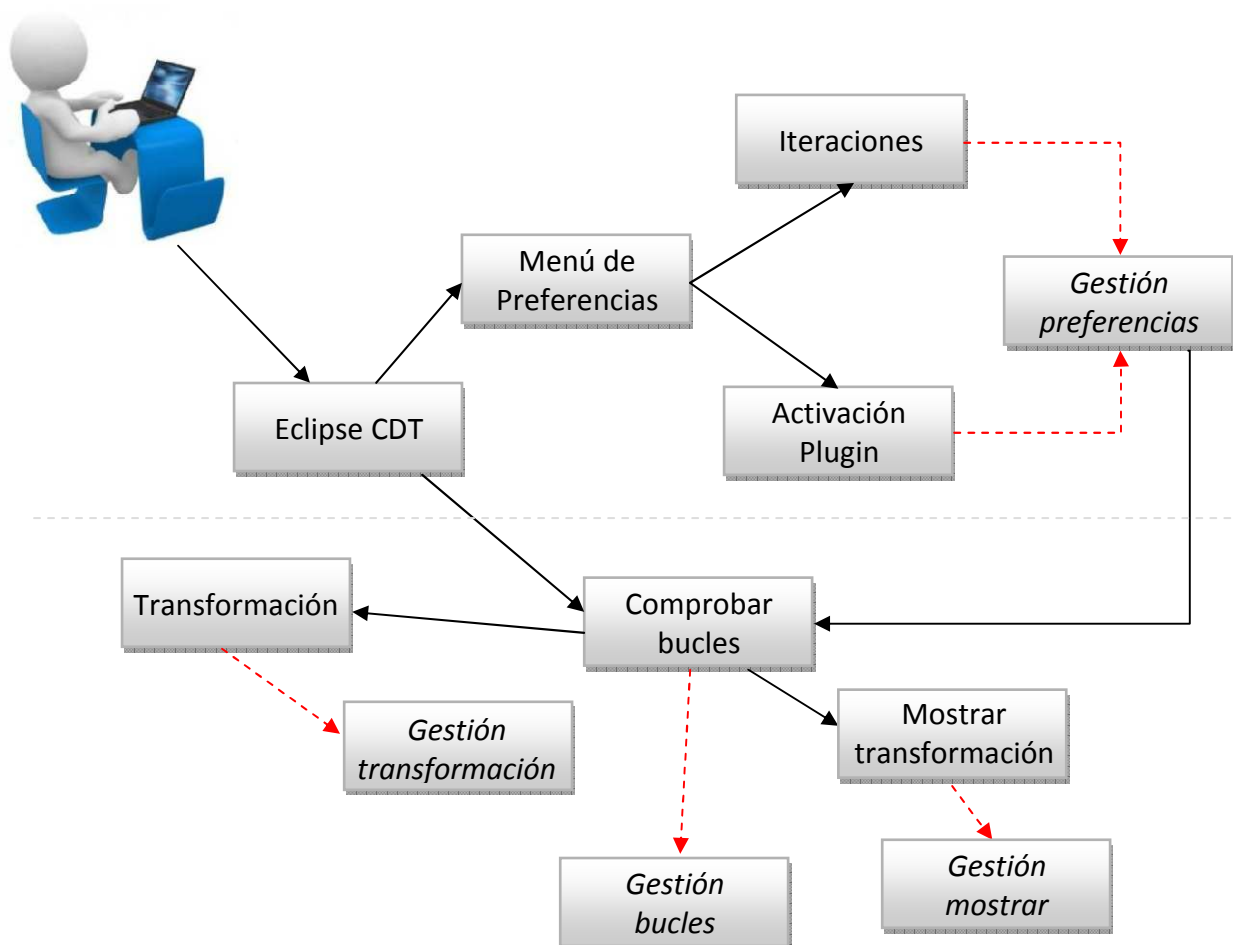 Iteraciones
Menú de
Preferencias
Gestión
preferencias
Eclipse CDT
Activación
Plugin
Transformación
Comprobar
bucles
Gestión
transformación
Mostrar
transformación
Gestión
bucles
Gestión
mostrar